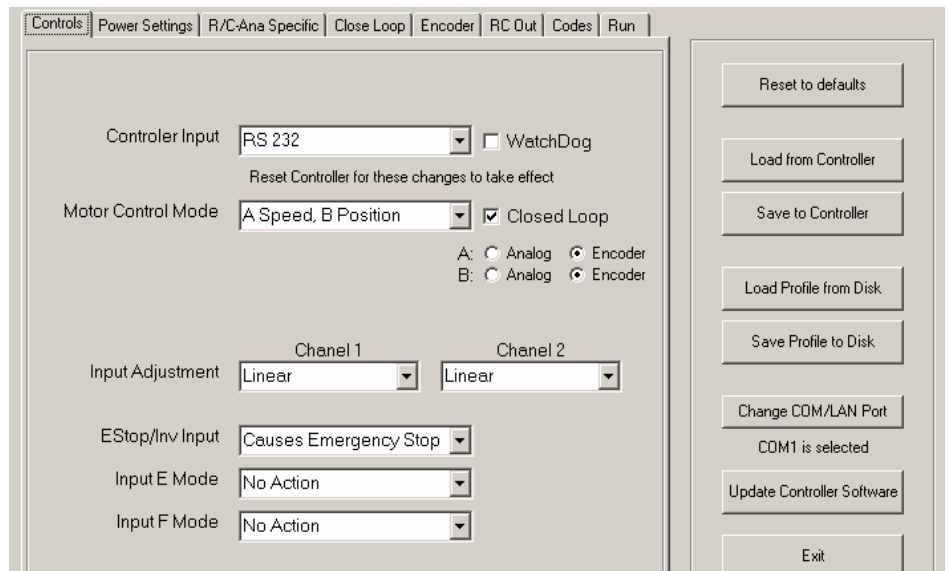 Controls Power Settings R/C-Ana Specific Close Loop Encoder RC Out Codes Run
Controler Input RS 232 WatchDog
Reset Controller for these changes to take effect
Motor Control Mode A Speed, B Position Closed Loop
A: Analog Encoder
B: Analog Encoder
Chanel 1 Chanel 2
Input Adjustment Linear Linear
EStop/Inv Input Causes Emergency Stop
Input E Mode No Action
Input F Mode No Action
Reset to defaults
Load from Controller
Save to Controller
Load Profile from Disk
Save Profile to Disk
Change COM/LAN Port
COM1 is selected
Update Controller Software
Exit